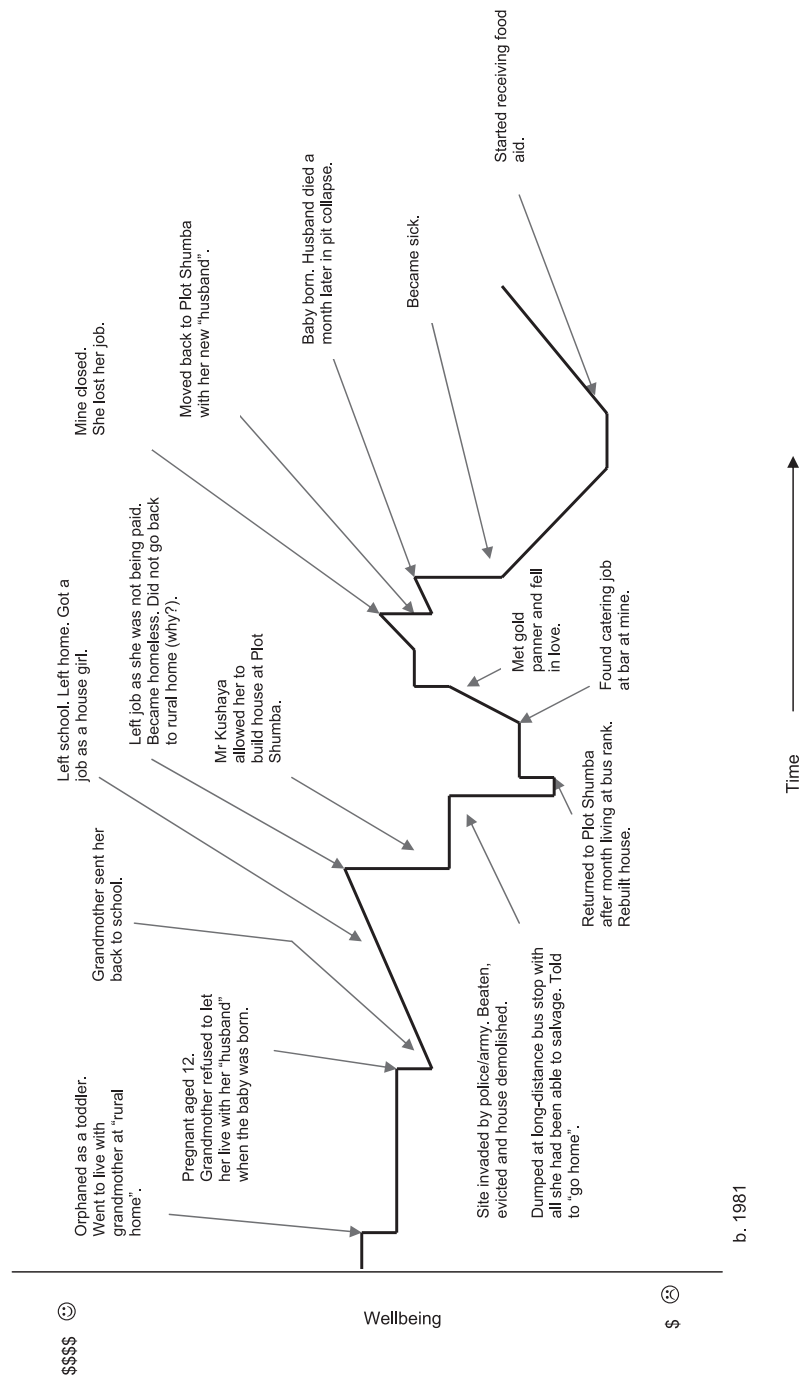 $$$$ ☺
Wellbeing
$ ☹
b. 1981
Orphaned as a toddler.
Went to live with
grandmother at “rural
home”.
Pregnant aged 12.
Grandmother refused to let
her live with her “husband”
when the baby was born.
Grandmother sent her
back to school.
Left school. Left home. Got a
job as a house girl.
Left job as she was not being paid.
Became homeless. Did not go back
to rural home (why?).
Mr Kushaya
allowed her to
build house at Plot
Shumba.
Site invaded by police/army. Beaten,
evicted and house demolished.
Dumped at long-distance bus stop with
all she had been able to salvage. Told
to “go home”.
Returned to Plot Shumba
after month living at bus rank.
Rebuilt house.
Found catering job
at bar at mine.
Met gold
panner and fell
in love.
Mine closed.
She lost her job.
Moved back to Plot Shumba
with her new “husband”.
Baby born. Husband died a
month later in pit collapse.
Became sick.
Started receiving food
aid.
Time